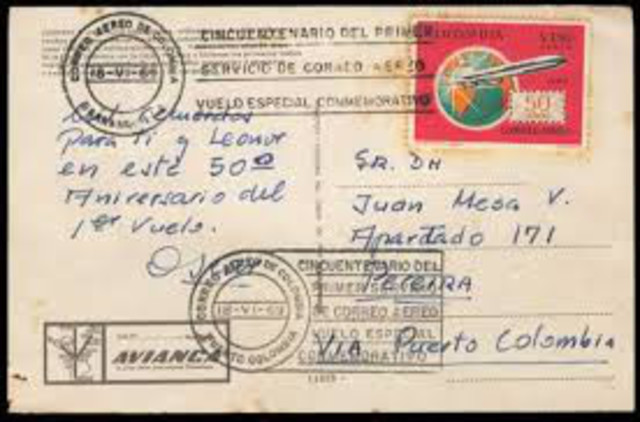 CORREO AEREO DE COLOMBIA
18-VI-69
CINCUENTENARIO DEL PRIMER
SERVICIO DE CORREO AEREO
VUELO ESPECIAL CONMEMORATIVO
COLOMBIA
50
Recuerdos
para ti y Leonor
en este 50º
Aniversario del
1er Vuelo.
SR. DN
Juan Mesa V.
Apartado 171
PEREIRA
VIA Puerto Colombia
CORREO AEREO DE COLOMBIA
18-VI-69
PUERTO COLOMBIA
CINCUENTENARIO DEL
PRIMER SERVICIO
DE CORREO AEREO
VUELO ESPECIAL
CONMEMORATIVO
AVIANCA